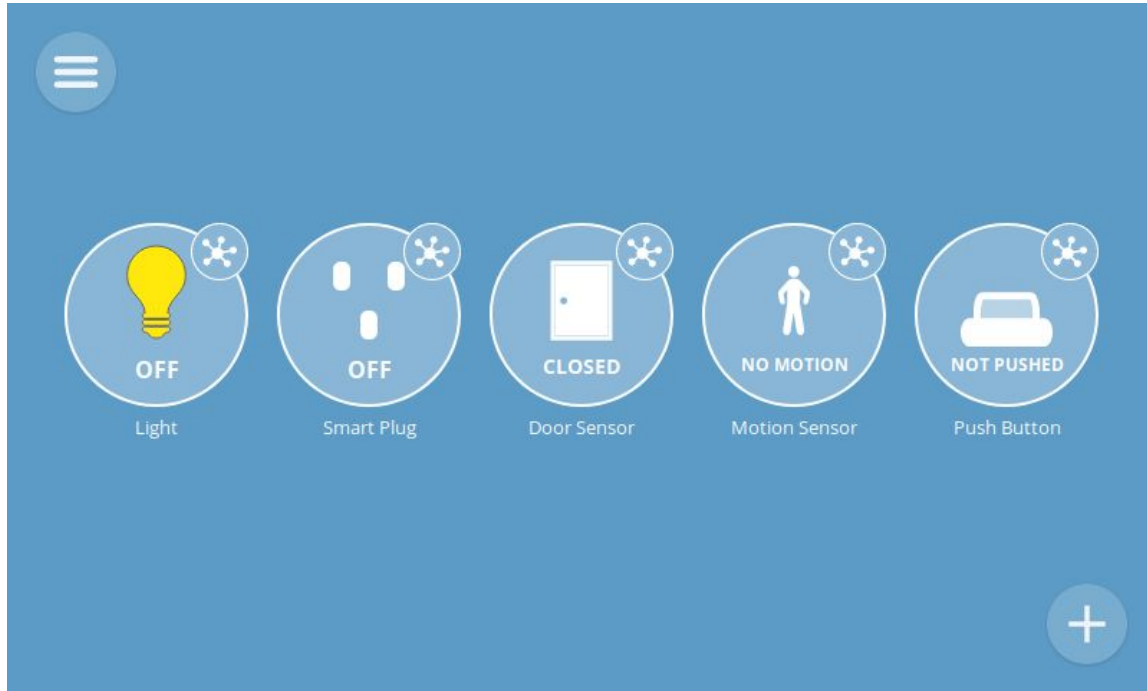 OFF
OFF
CLOSED
NO MOTION
NOT PUSHED
Light
Smart Plug
Door Sensor
Motion Sensor
Push Button